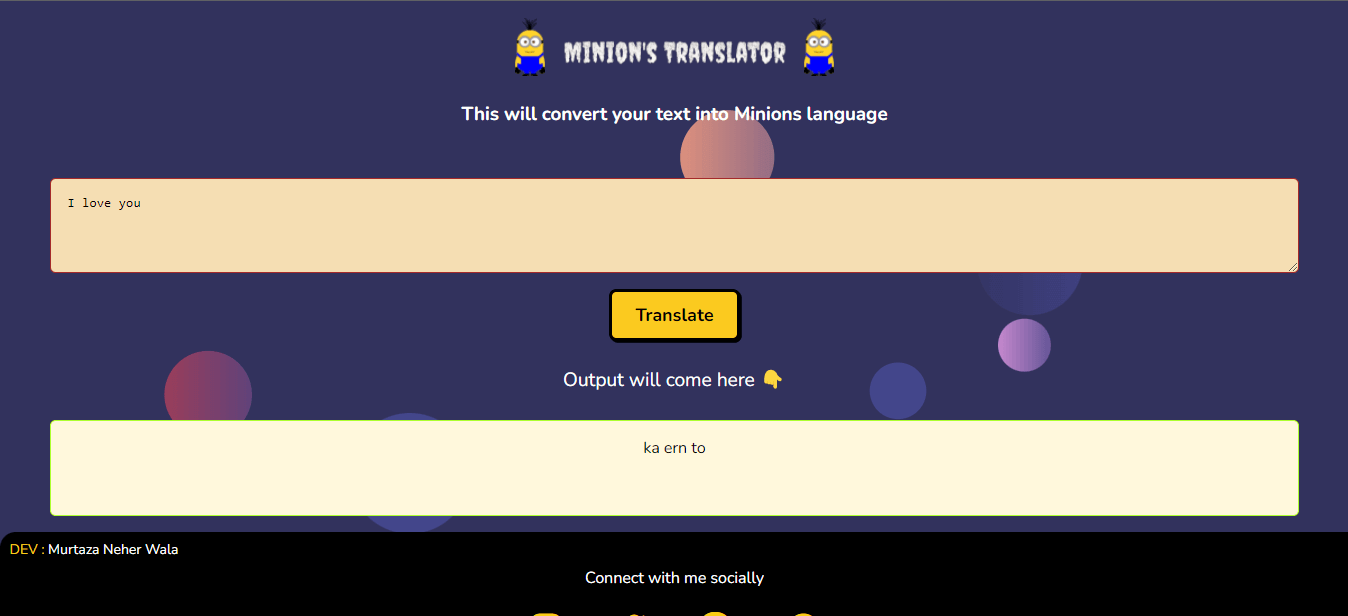 MINION'S TRANSLATOR
This will convert your text into Minions language
I love you
Translate
Output will come here 👇
ka ern to
DEV : Murtaza Neher Wala
Connect with me socially